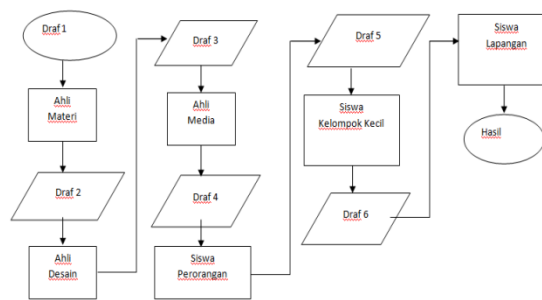 Draf 1
Ahli
Materi
Draf 2
Ahli
Desain
Draf 3
Ahli
Media
Draf 4
Siswa
Perorangan
Draf 5
Siswa
Kelompok Kecil
Draf 6
Siswa
Lapangan
Hasil